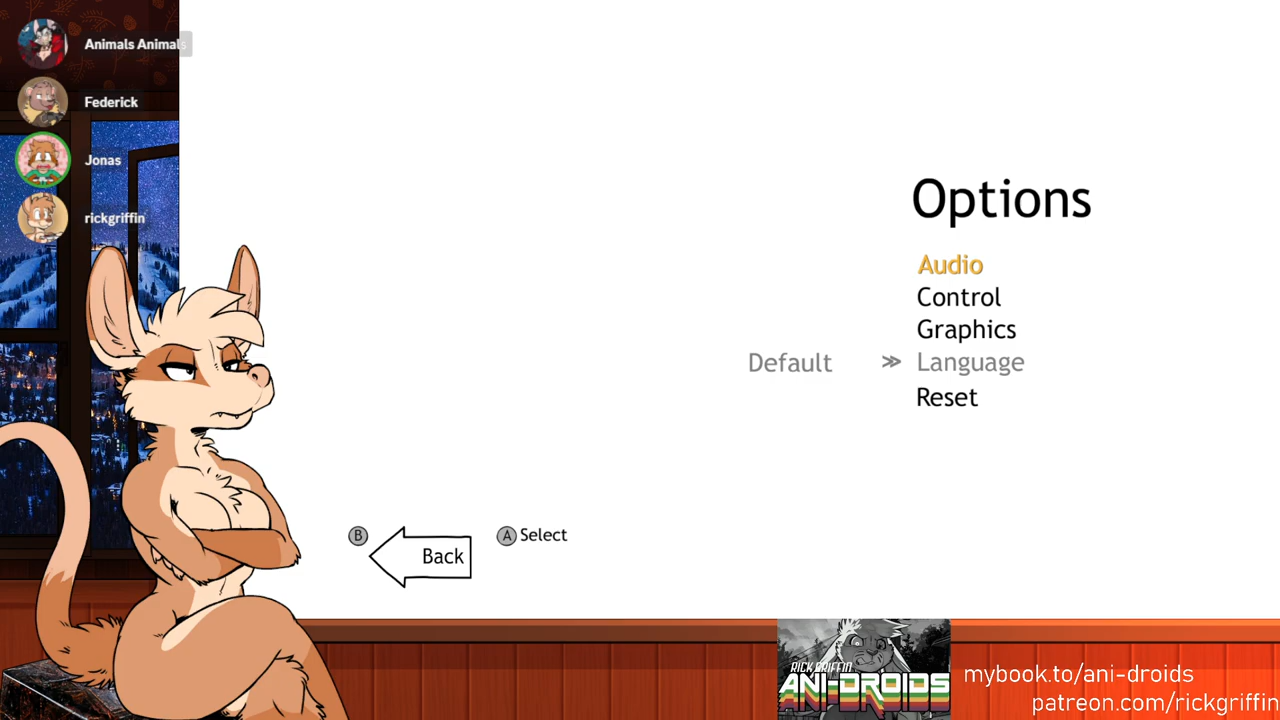 Animals Animals
Federick
Jonas
rickgriffin
Options
Audio
Control
Graphics
Default >> Language
Reset
B
Back
A Select
RICK GRIFFIN
ANI-DROIDS
mybook.to/ani-droids
patreon.com/rickgriffin